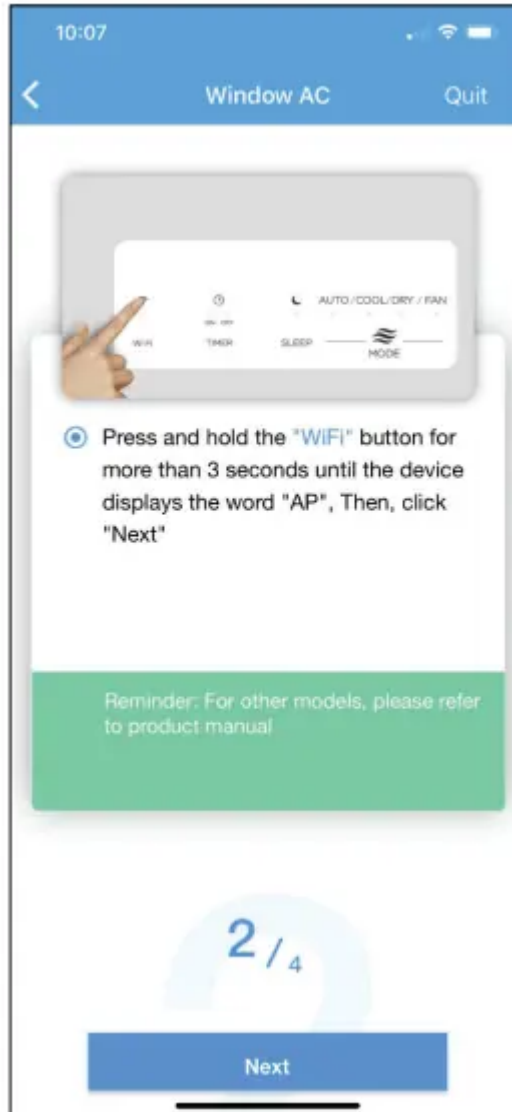 10:07
Window AC Quit
AUTO / COOL / DRY / FAN
ON OFF
WiFi TIMER SLEEP MODE
Press and hold the "WiFi" button for
more than 3 seconds until the device
displays the word "AP", Then, click
"Next"
Reminder: For other models, please refer
to product manual
2 / 4
Next